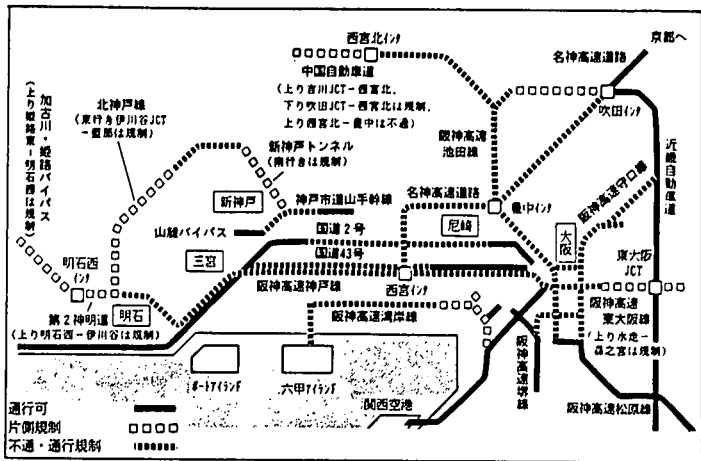 京都へ
西宮北インタ
名神高速道路
中国自動車道
(上り吉川JCT-西宮北、
下り吹田JCT-西宮北は規制、
上り西宮北-豊中は不通)
吹田インタ
加古川・姫路バイパス
(上り姫路東-明石西は規制)
北神戸線
(東行き伊川谷JCT
-藍那は規制)
新神戸トンネル
(南行きは規制)
阪神高速
池田線
近畿自動車道
阪神高速守口線
新神戸
神戸市道山手幹線
名神高速道路
豊中インタ
山麓バイパス
国道2号
尼崎
大阪
三宮
国道43号
東大阪
JCT
明石西
インタ
明石
阪神高速神戸線
西宮インタ
阪神高速
東大阪線
(上り水走-
森之宮は規制)
第2神明道
(上り明石西-伊川谷は規制)
阪神高速湾岸線
阪神高速堺線
ポートアイランド
六甲アイランド
関西空港
阪神高速松原線
通行可
片側規制
不通・通行規制